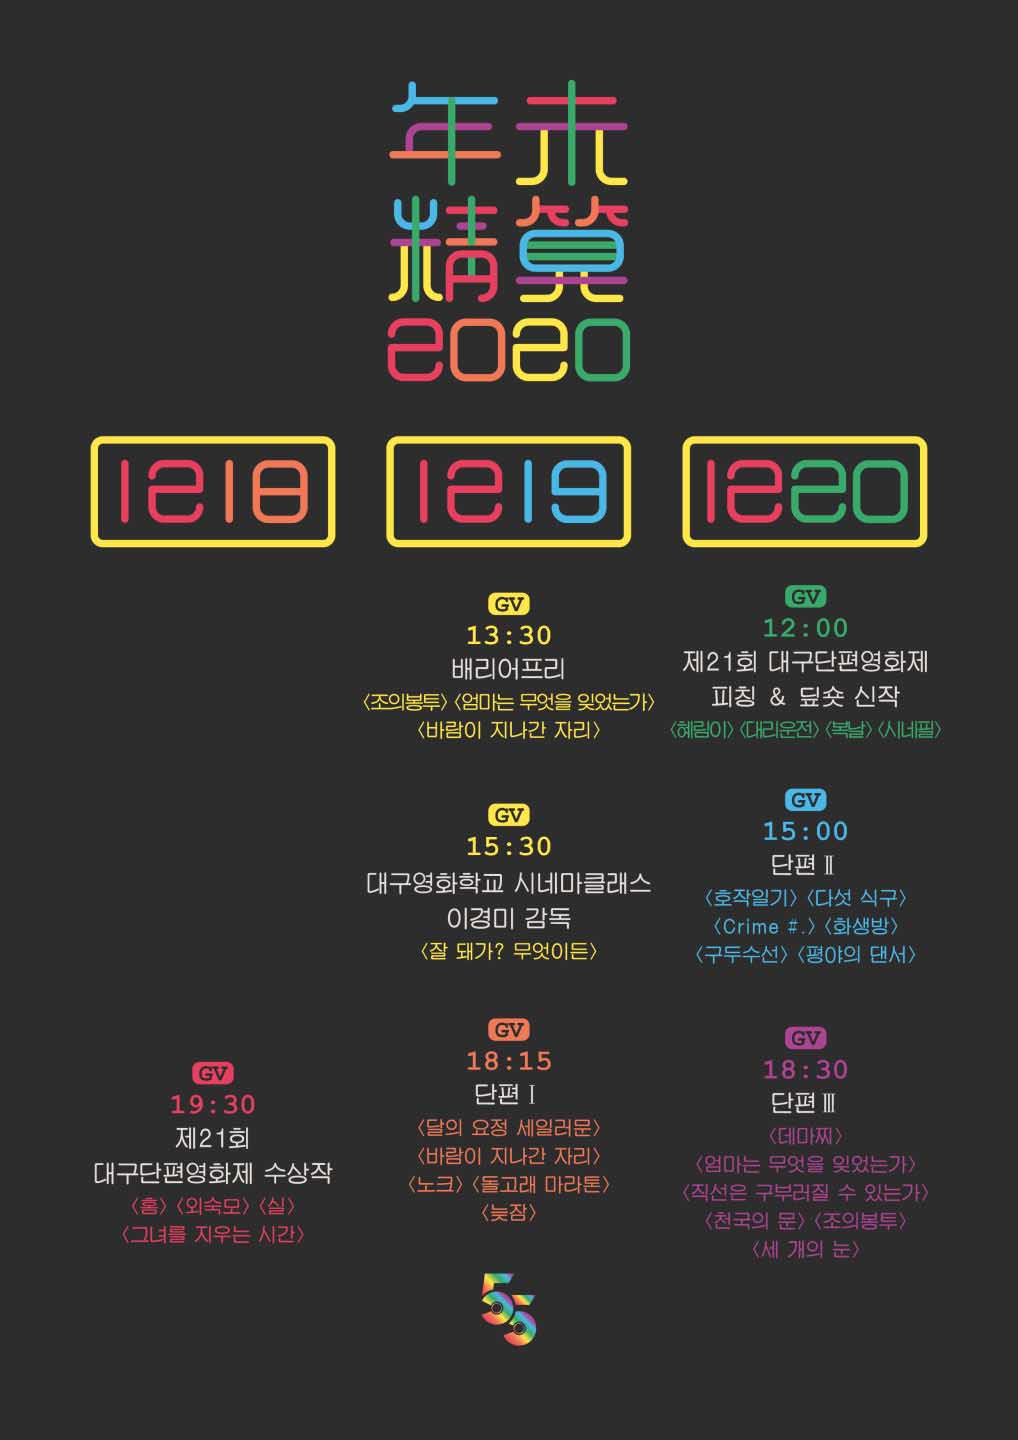 年末
精算
2020
1218
1219
1220
GV
19:30
제21회
대구단편영화제 수상작
〈홈〉 〈외숙모〉 〈실〉
〈그녀를 지우는 시간〉
GV
13:30
배리어프리
〈조의봉투〉 〈엄마는 무엇을 잊었는가〉
〈바람이 지나간 자리〉
GV
15:30
대구영화학교 시네마클래스
이경미 감독
〈잘 돼가? 무엇이든〉
GV
18:15
단편 Ⅰ
〈달의 요정 세일러문〉
〈바람이 지나간 자리〉
〈노크〉 〈돌고래 마라톤〉
〈늦잠〉
GV
12:00
제21회 대구단편영화제
피칭 & 딮숏 신작
〈혜림이〉 〈대리운전〉 〈복날〉 〈시네필〉
GV
15:00
단편 Ⅱ
〈호작일기〉 〈다섯 식구〉
〈Crime #.〉 〈화생방〉
〈구두수선〉 〈평야의 댄서〉
GV
18:30
단편 Ⅲ
〈데마찌〉
〈엄마는 무엇을 잊었는가〉
〈직선은 구부러질 수 있는가〉
〈천국의 문〉 〈조의봉투〉
〈세 개의 눈〉
55